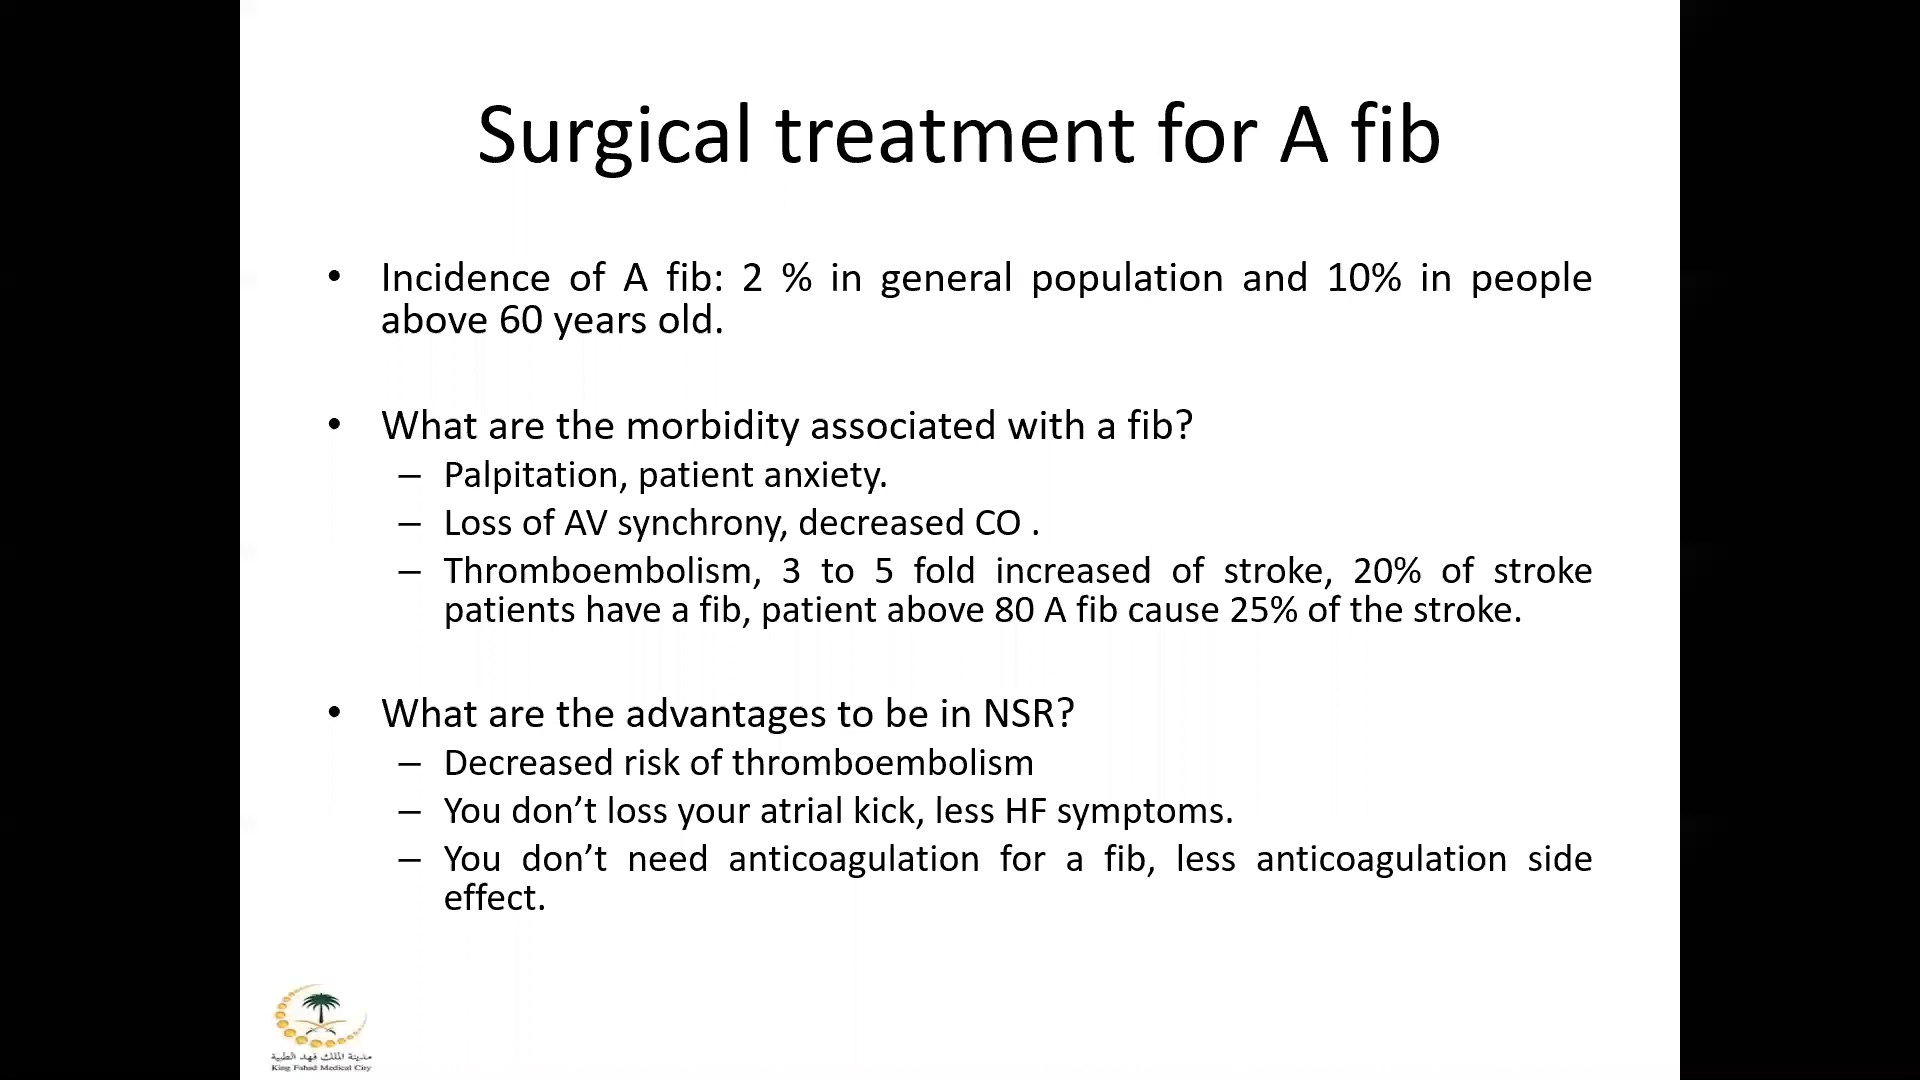 Surgical treatment for A fib
• Incidence of A fib: 2 % in general population and 10% in people
above 60 years old.
• What are the morbidity associated with a fib?
– Palpitation, patient anxiety.
– Loss of AV synchrony, decreased CO .
– Thromboembolism, 3 to 5 fold increased of stroke, 20% of stroke
patients have a fib, patient above 80 A fib cause 25% of the stroke.
• What are the advantages to be in NSR?
– Decreased risk of thromboembolism
– You don’t loss your atrial kick, less HF symptoms.
– You don’t need anticoagulation for a fib, less anticoagulation side
effect.
مدينة الملك فهد الطبية
King Fahad Medical City